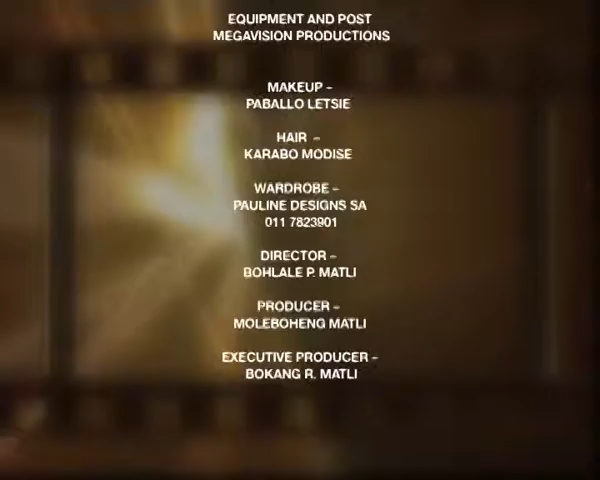 EQUIPMENT AND POST
MEGAVISION PRODUCTIONS
MAKEUP –
PABALLO LETSIE
HAIR –
KARABO MODISE
WARDROBE –
PAULINE DESIGNS SA
011 7823901
DIRECTOR –
BOHLALE P. MATLI
PRODUCER –
MOLEBOHENG MATLI
EXECUTIVE PRODUCER –
BOKANG R. MATLI